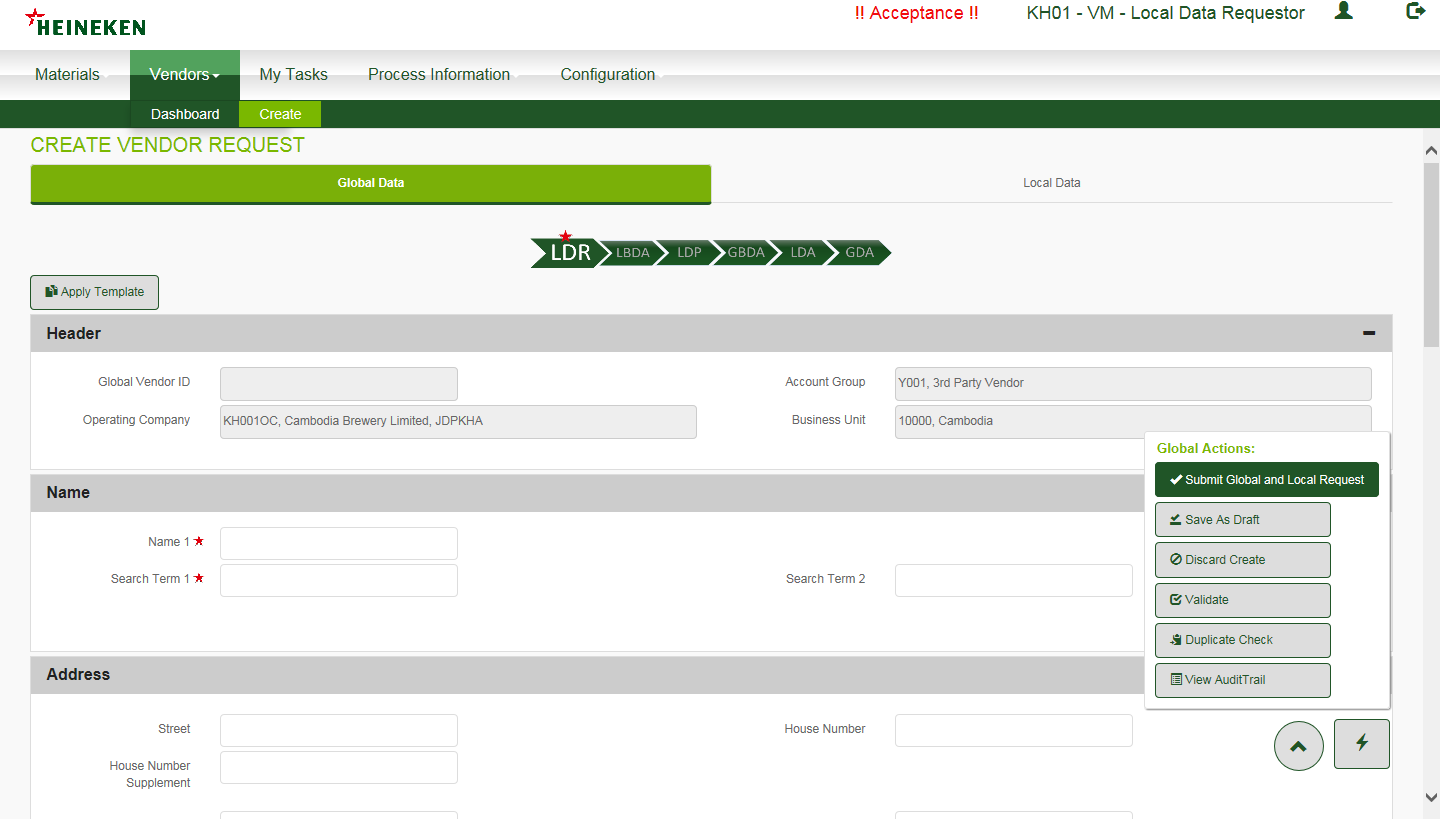 HEINEKEN
!! Acceptance !!
KH01 - VM - Local Data Requestor
Materials
Vendors
My Tasks
Process Information
Configuration
Dashboard
Create
CREATE VENDOR REQUEST
Global Data
Local Data
LDR
LBDA
LDP
GBDA
LDA
GDA
Apply Template
Header
Global Vendor ID
Account Group
Y001, 3rd Party Vendor
Operating Company
KH001OC, Cambodia Brewery Limited, JDPKHA
Business Unit
10000, Cambodia
Global Actions:
Submit Global and Local Request
Save As Draft
Discard Create
Validate
Duplicate Check
View AuditTrail
Name
Name 1
Search Term 1
Search Term 2
Address
Street
House Number
House Number
Supplement